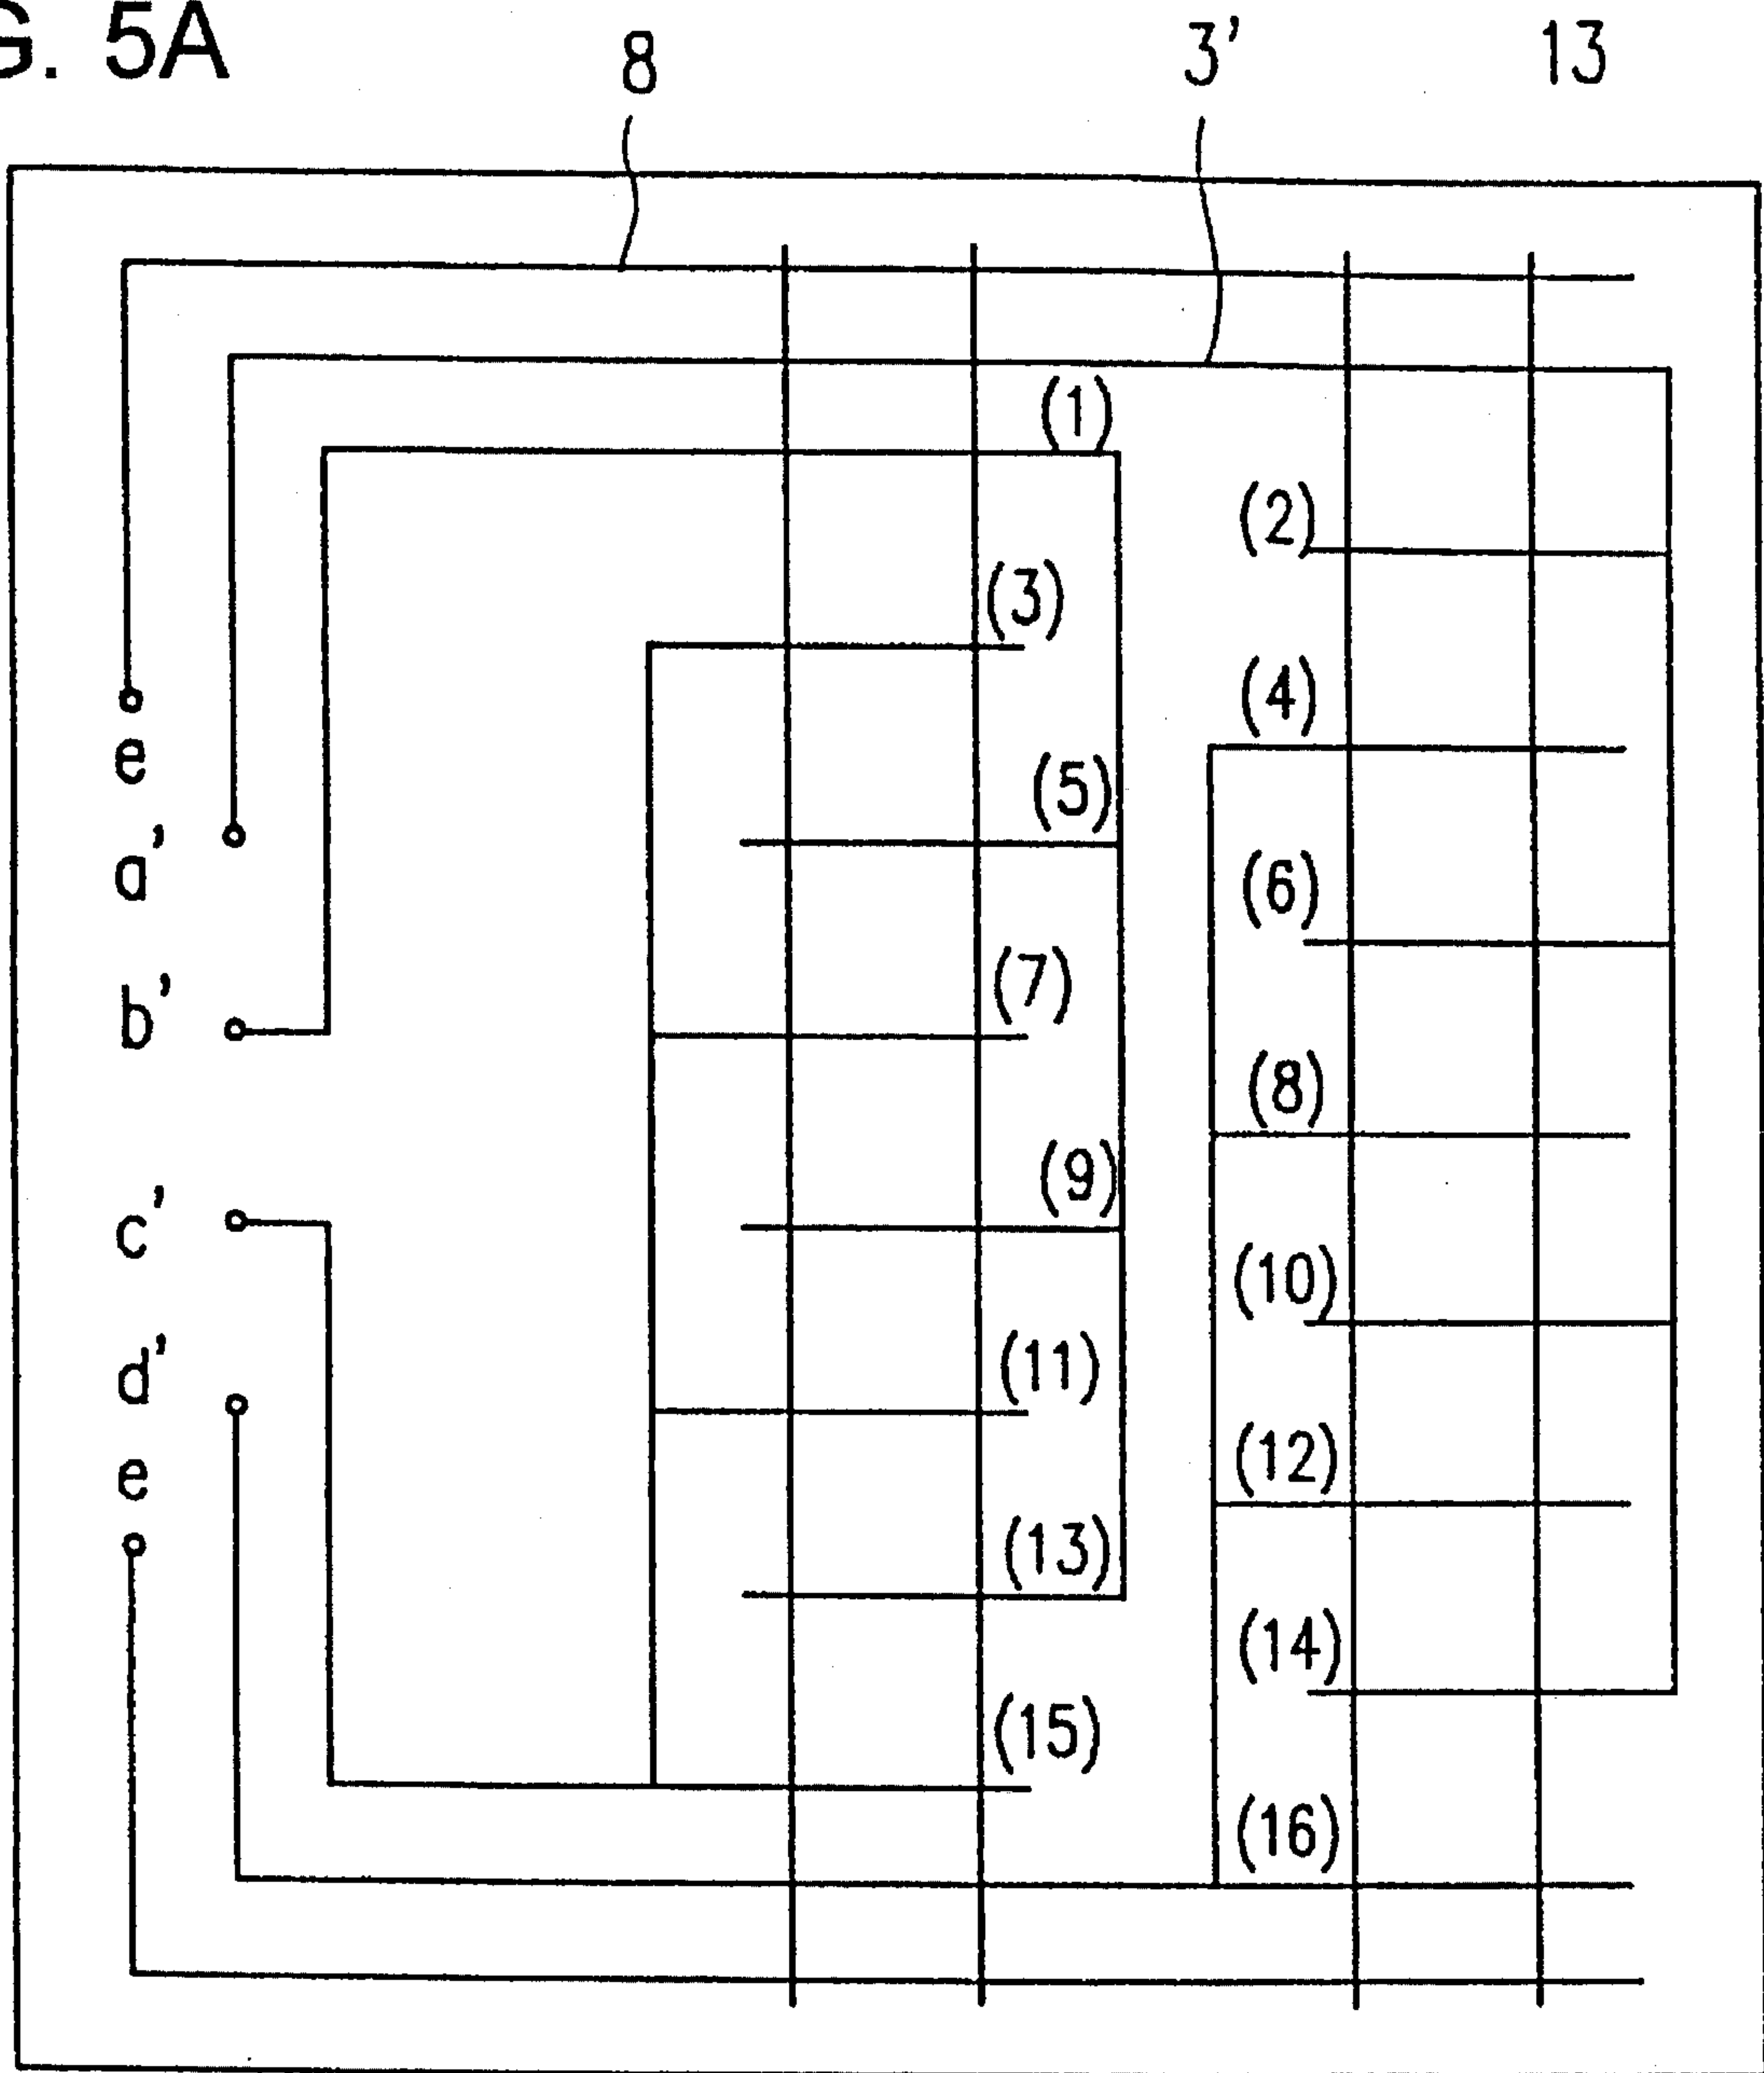 G. 5A
8 3' 13
(1)
(2)
(3)
(4)
e
(5)
a'
(6)
b'
(7)
(8)
c'
(9)
(10)
d'
(11)
e
(12)
(13)
(14)
(15)
(16)